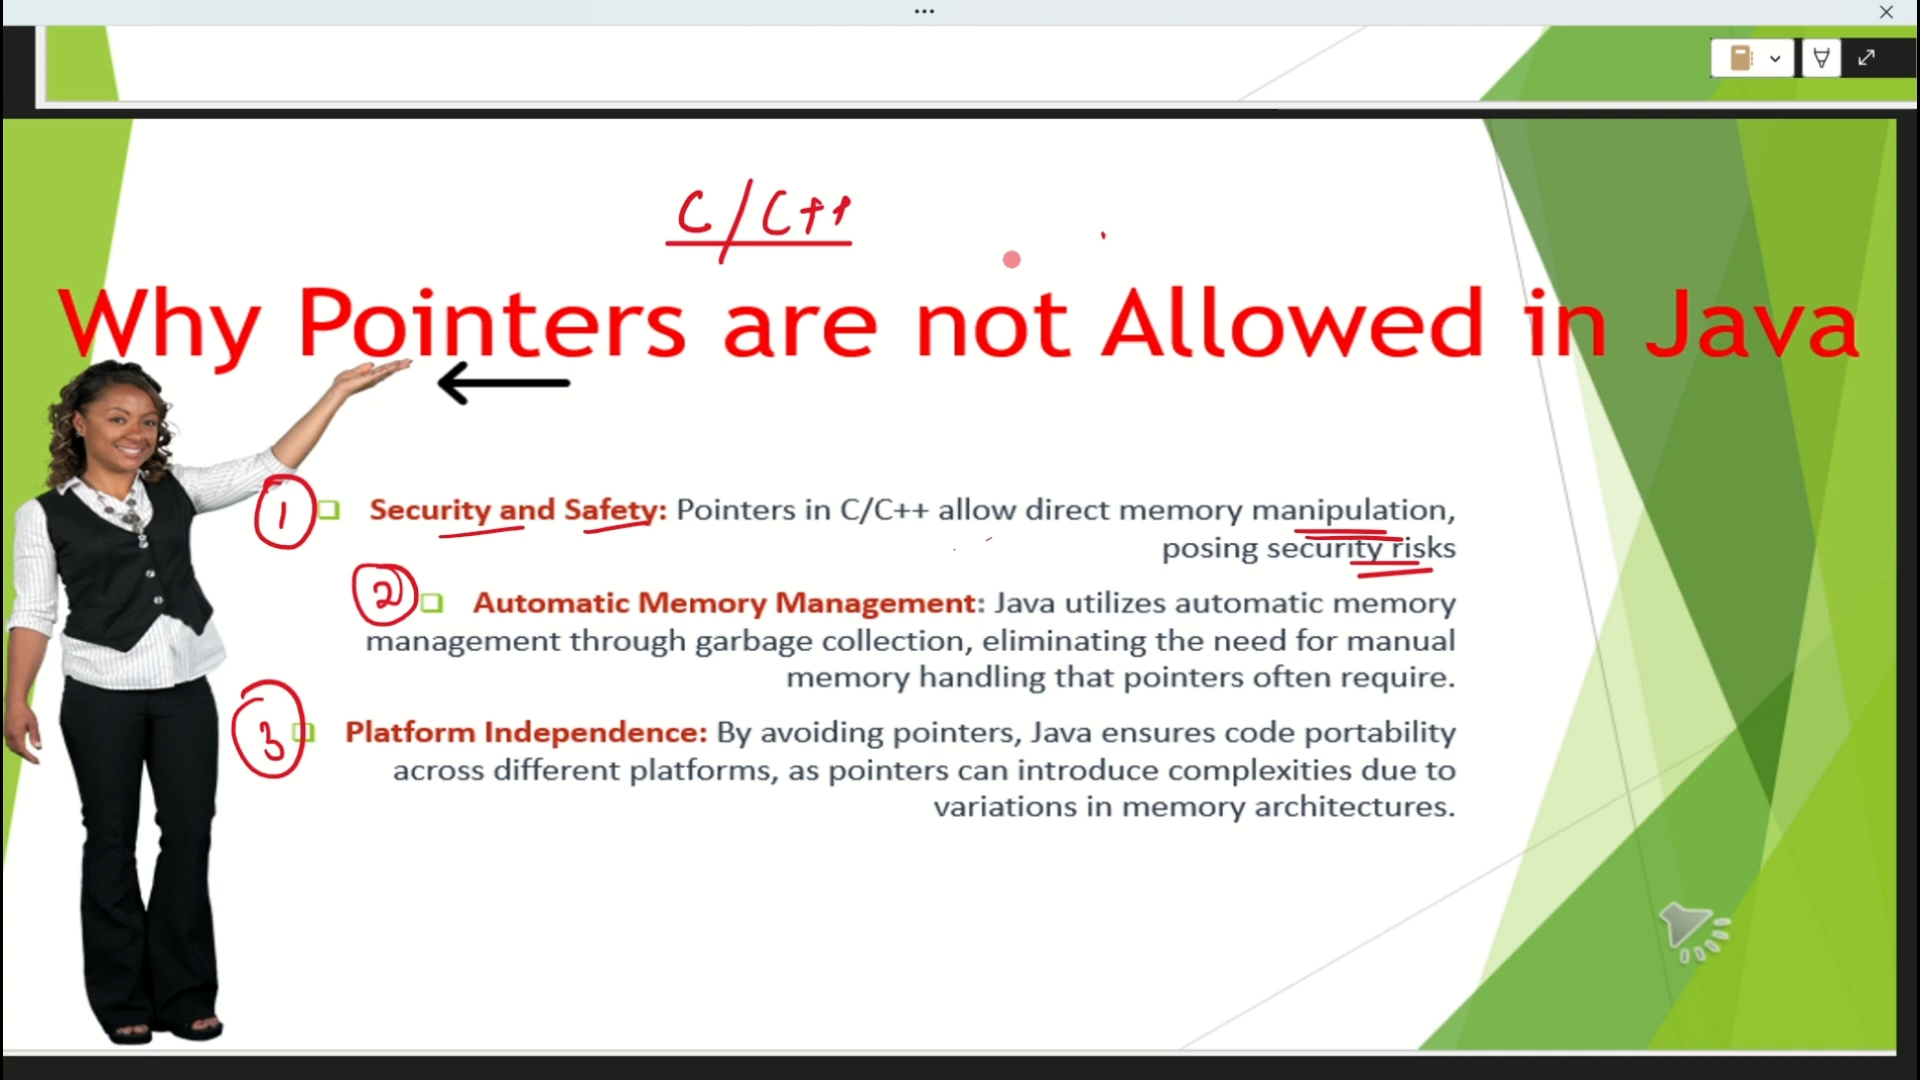 C/C++
Why Pointers are not Allowed in Java
1 Security and Safety: Pointers in C/C++ allow direct memory manipulation,
posing security risks
2 Automatic Memory Management: Java utilizes automatic memory
management through garbage collection, eliminating the need for manual
memory handling that pointers often require.
3 Platform Independence: By avoiding pointers, Java ensures code portability
across different platforms, as pointers can introduce complexities due to
variations in memory architectures.